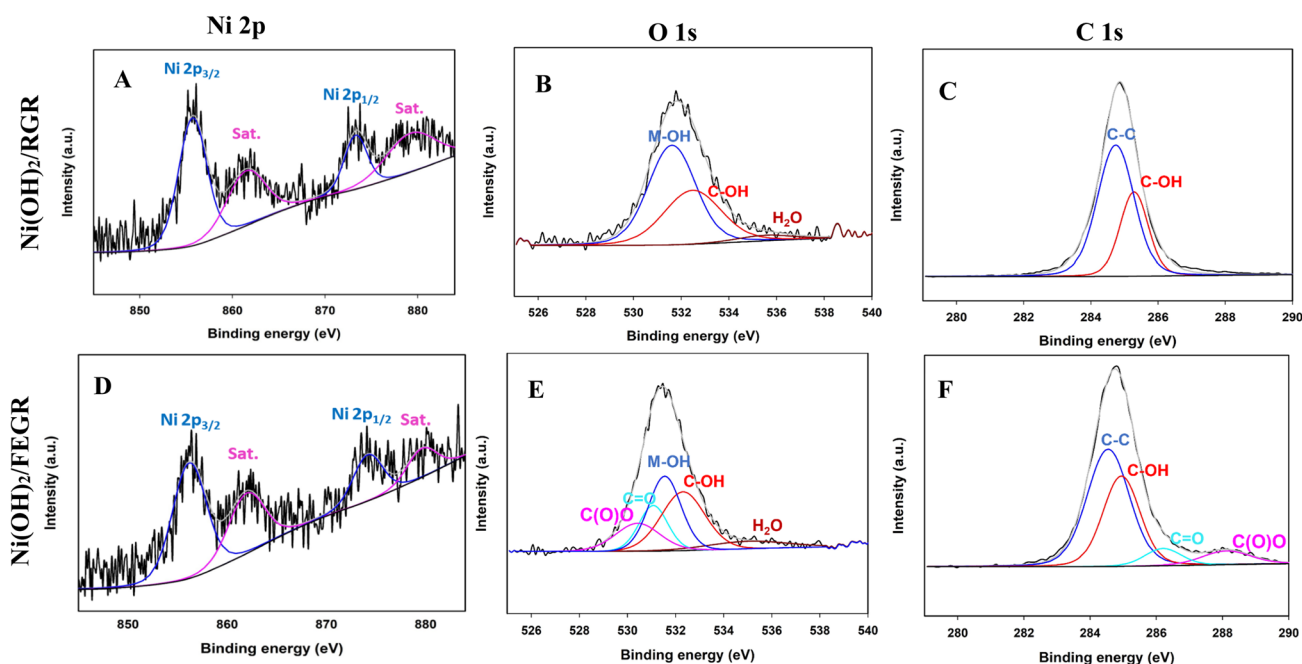 Ni 2p
O 1s
C 1s
Ni(OH)2/RGR
A
Ni 2p3/2
Sat.
Ni 2p1/2
Sat.
Intensity (a.u.)
850 860 870 880
Binding energy (eV)
B
M-OH
C-OH
H2O
Intensity (a.u.)
526 528 530 532 534 536 538 540
Binding energy (eV)
C
C-C
C-OH
Intensity (a.u.)
280 282 284 286 288 290
Binding energy (eV)
Ni(OH)2/FEGR
D
Ni 2p3/2
Sat.
Ni 2p1/2
Sat.
Intensity (a.u.)
850 860 870 880
Binding energy (eV)
E
M-OH
C-OH
C=O
C(O)O
H2O
Intensity (a.u.)
526 528 530 532 534 536 538 540
Binding energy (eV)
F
C-C
C-OH
C=O
C(O)O
Intensity (a.u.)
280 282 284 286 288 290
Binding energy (eV)